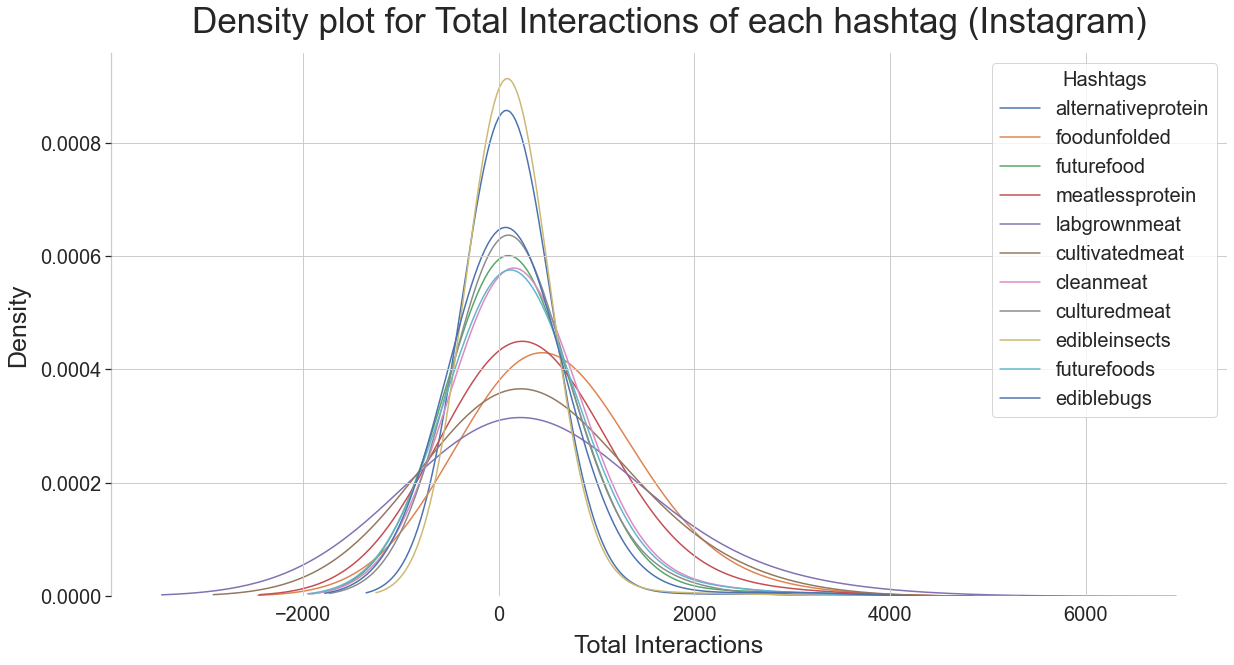 Density plot for Total Interactions of each hashtag (Instagram)
Hashtags
alternativeprotein
foodunfolded
futurefood
meatlessprotein
labgrownmeat
cultivatedmeat
cleanmeat
culturedmeat
edibleinsects
futurefoods
ediblebugs
Density
0.0008
0.0006
0.0004
0.0002
0.0000
−2000
0
2000
4000
6000
Total Interactions